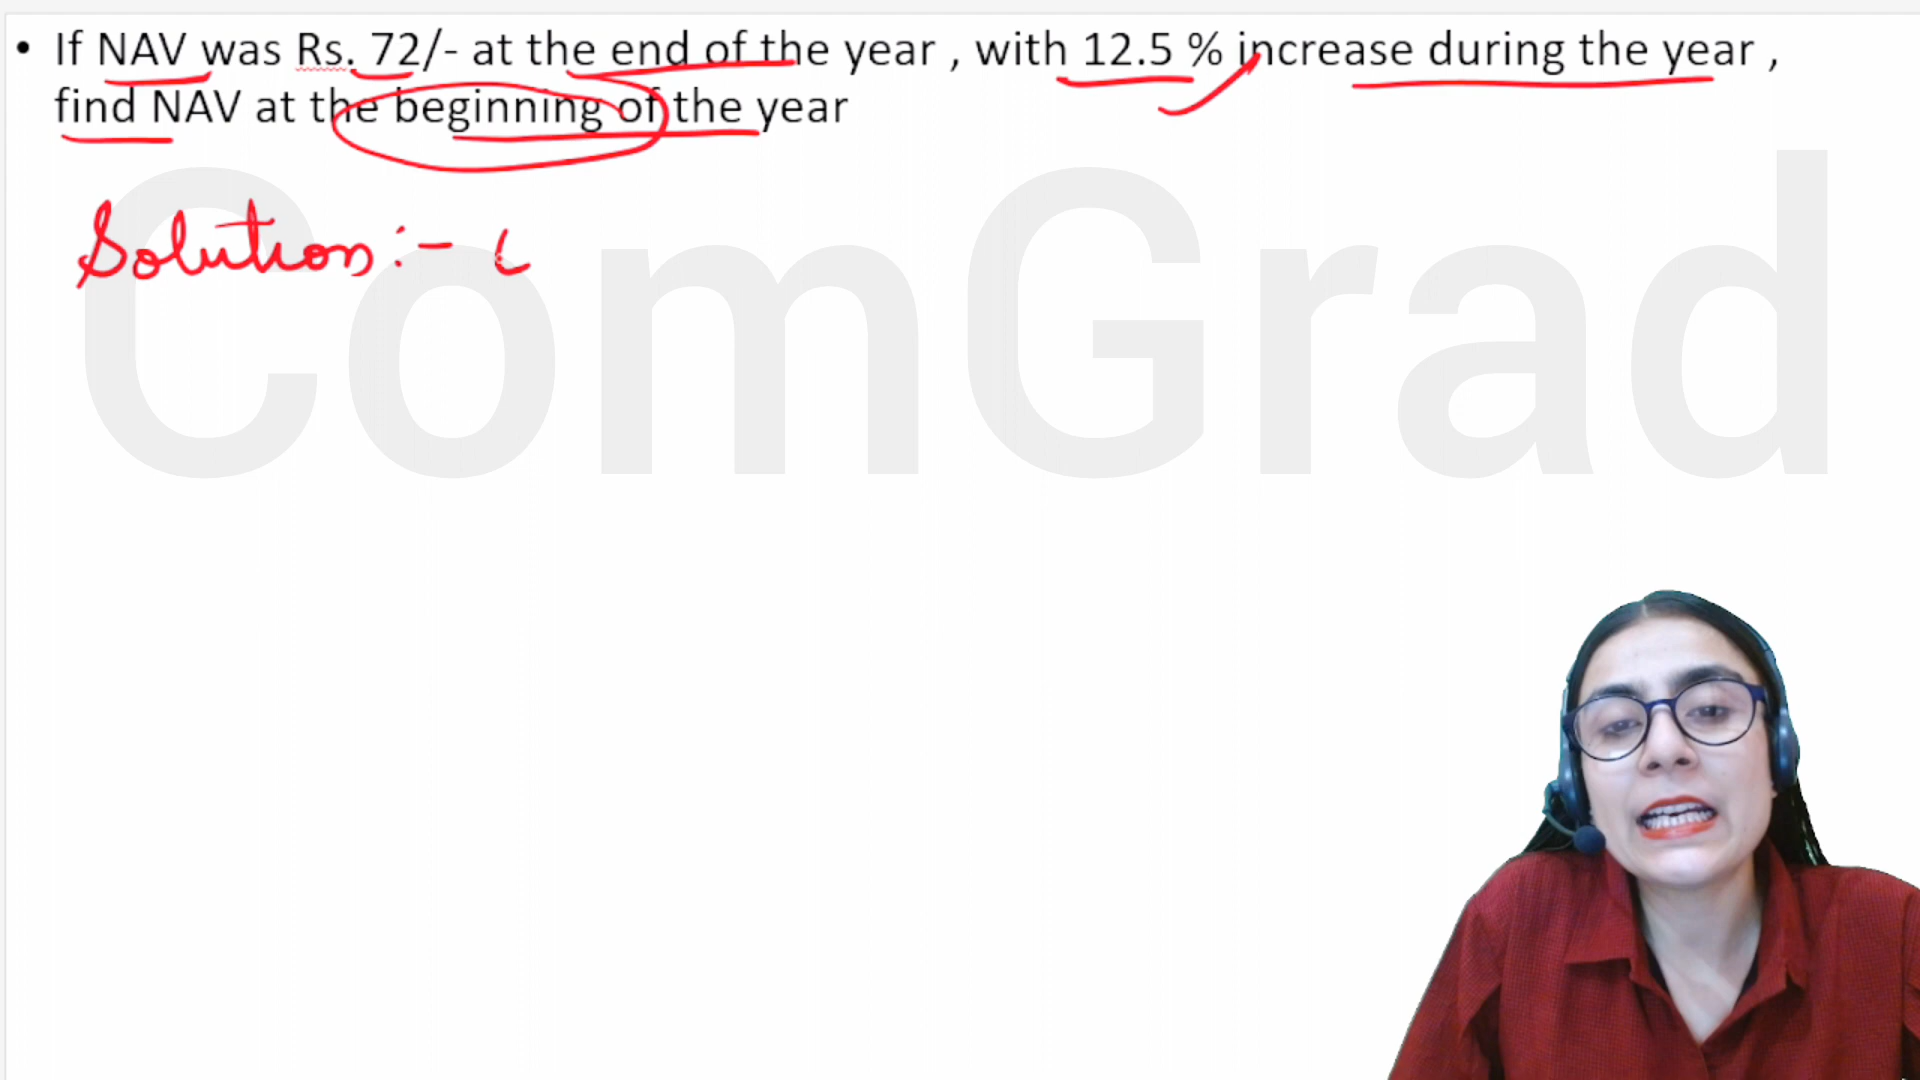 • If NAV was Rs. 72/- at the end of the year , with 12.5 % increase during the year ,
find NAV at the beginning of the year
Solution :-
ComGrad